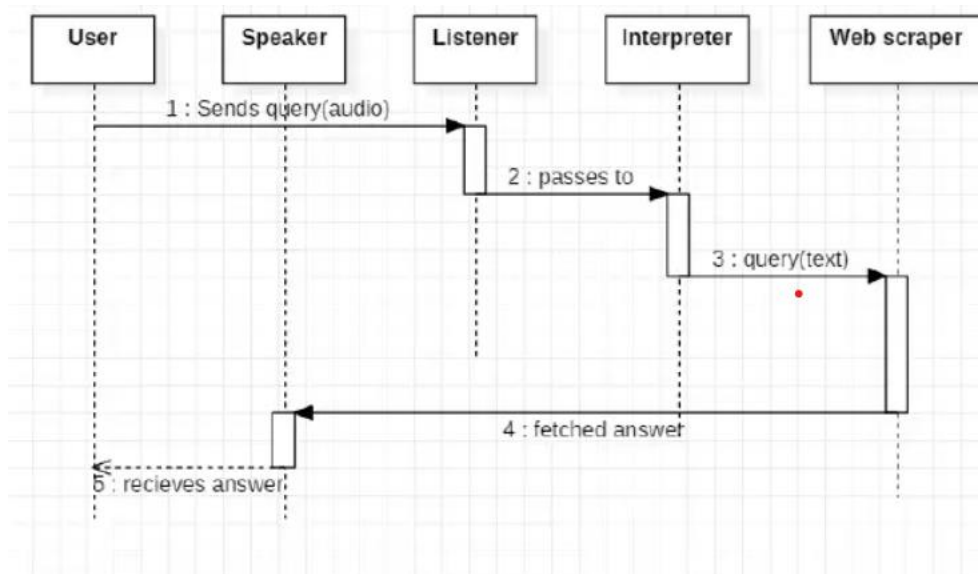 User
Speaker
Listener
Interpreter
Web scraper
1 : Sends query(audio)
2 : passes to
3 : query(text)
4 : fetched answer
5 : recieves answer